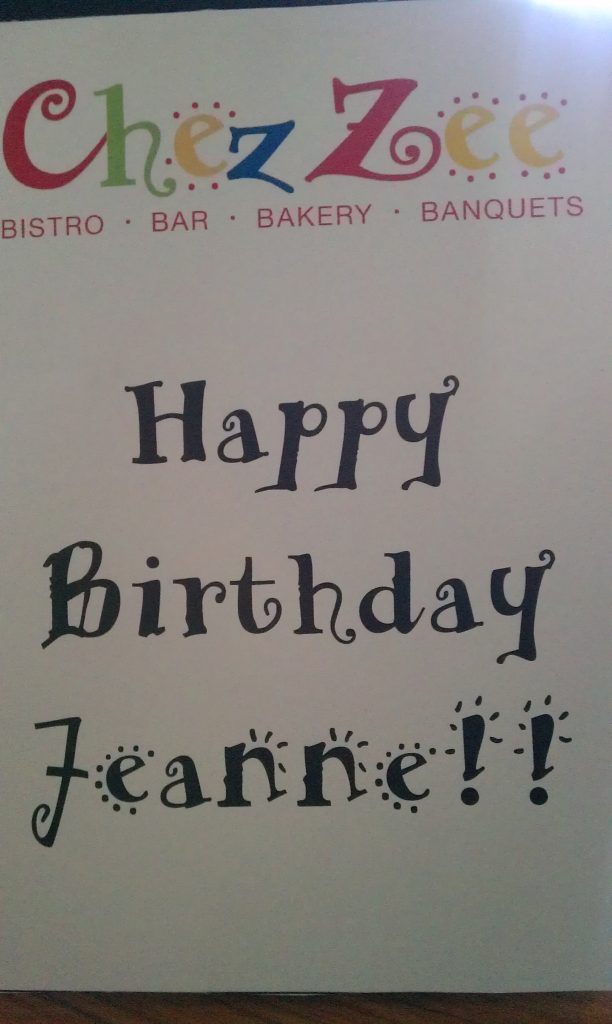 Chez Zee
BISTRO · BAR · BAKERY · BANQUETS
Happy
Birthday
Jeanne!!